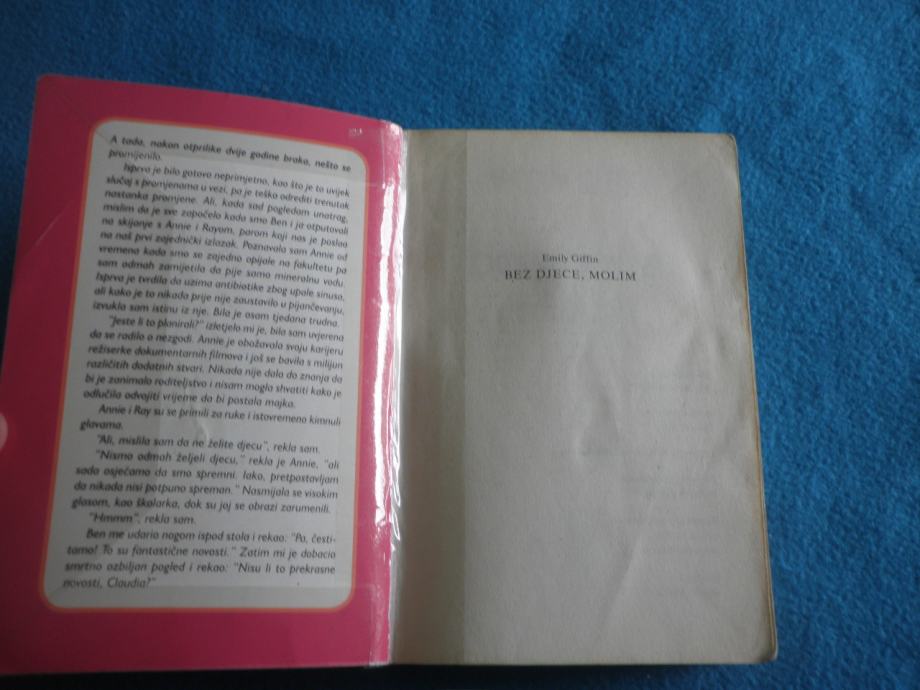 A tada, nakon otprilike dvije godine braka, nešto se
promijenilo.
Isprva je bilo gotovo neprimjetno, kao što je to uvijek
slučaj s promjenama u vezi, pa je teško odrediti trenutak
nastanka promjene. Ali, kada sad pogledam unatrag,
mislim da je sve započelo kada smo Ben i ja otputovali
na skijanje s Annie i Rayom, parom koji nas je poslao
na naš prvi zajednički izlazak. Poznavala sam Annie od
vremena kada smo se zajedno opijale na fakultetu pa
sam odmah zamijetila da pije samo mineralnu vodu.
Isprva je tvrdila da uzima antibiotike zbog upale sinusa,
ali kako je to nikada prije nije zaustavilo u pijančevanju,
izvukla sam istinu iz nje. Bila je osam tjedana trudna.
"Jeste li to planirali?" izletjelo mi je, bila sam uvjerena
da se radilo o nezgodi. Annie je obožavala svoju karijeru
režiserke dokumentarnih filmova i još se bavila s milijun
različitih dodatnih stvari. Nikada nije dala do znanja da
bi je zanimalo roditeljstvo i nisam mogla shvatiti kako je
odlučila odvojiti vrijeme da bi postala majka.
Annie i Ray su se primili za ruke i istovremeno kimnuli
glavama.
"Ali, mislila sam da ne želite djecu", rekla sam.
"Nismo odmah željeli djecu," rekla je Annie, "ali
sada osjećamo da smo spremni. Iako, pretpostavljam
da nikada nisi potpuno spreman." Nasmijala se visokim
glasom, kao školarka, dok su joj se obrazi zarumenili.
"Hmmm", rekla sam.
Ben me udario nogom ispod stola i rekao: "Pa, česti-
tamo! To su fantastične novosti." Zatim mi je dobacio
smrtno ozbiljan pogled i rekao: "Nisu li to prekrasne
novosti, Claudia?"
Emily Giffin
BEZ DJECE, MOLIM